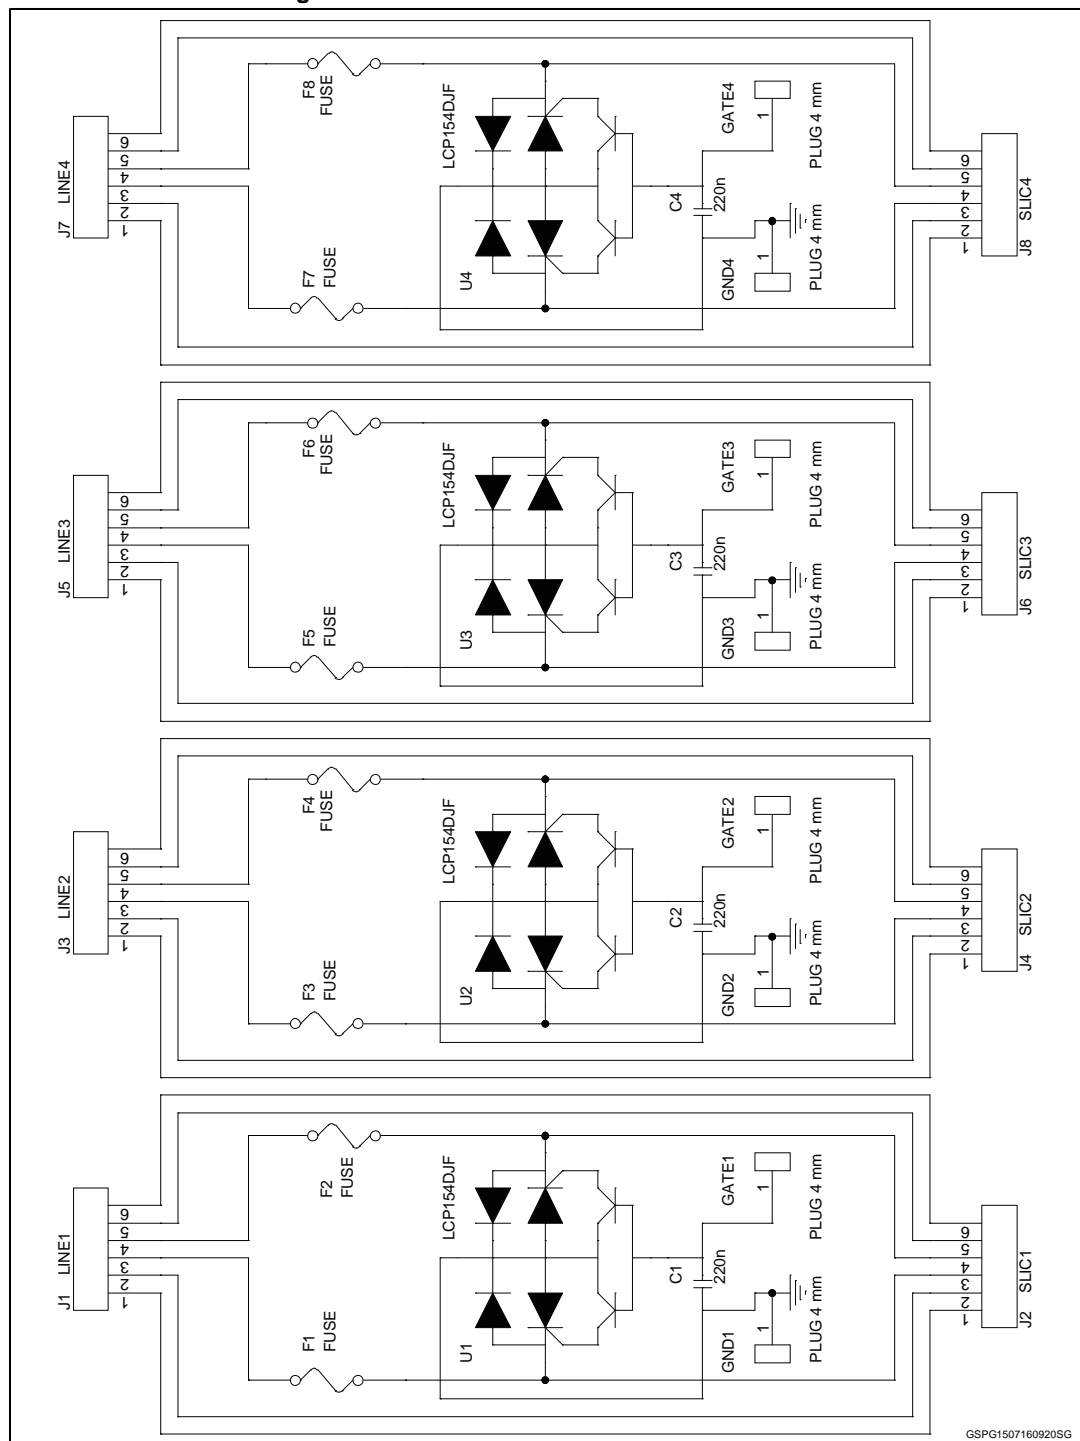 g
J7
LINE4
1
2
3
4
5
6
F7
FUSE
F8
FUSE
U4
LCP154DJF
C4
220n
GND4
1
PLUG 4 mm
GATE4
1
PLUG 4 mm
1
2
3
4
5
6
J8
SLIC4
J5
LINE3
1
2
3
4
5
6
F5
FUSE
F6
FUSE
U3
LCP154DJF
C3
220n
GND3
1
PLUG 4 mm
GATE3
1
PLUG 4 mm
1
2
3
4
5
6
J6
SLIC3
J3
LINE2
1
2
3
4
5
6
F3
FUSE
F4
FUSE
U2
LCP154DJF
C2
220n
GND2
1
PLUG 4 mm
GATE2
1
PLUG 4 mm
1
2
3
4
5
6
J4
SLIC2
J1
LINE1
1
2
3
4
5
6
F1
FUSE
F2
FUSE
U1
LCP154DJF
C1
220n
GND1
1
PLUG 4 mm
GATE1
1
PLUG 4 mm
1
2
3
4
5
6
J2
SLIC1
GSPG1507160920SG